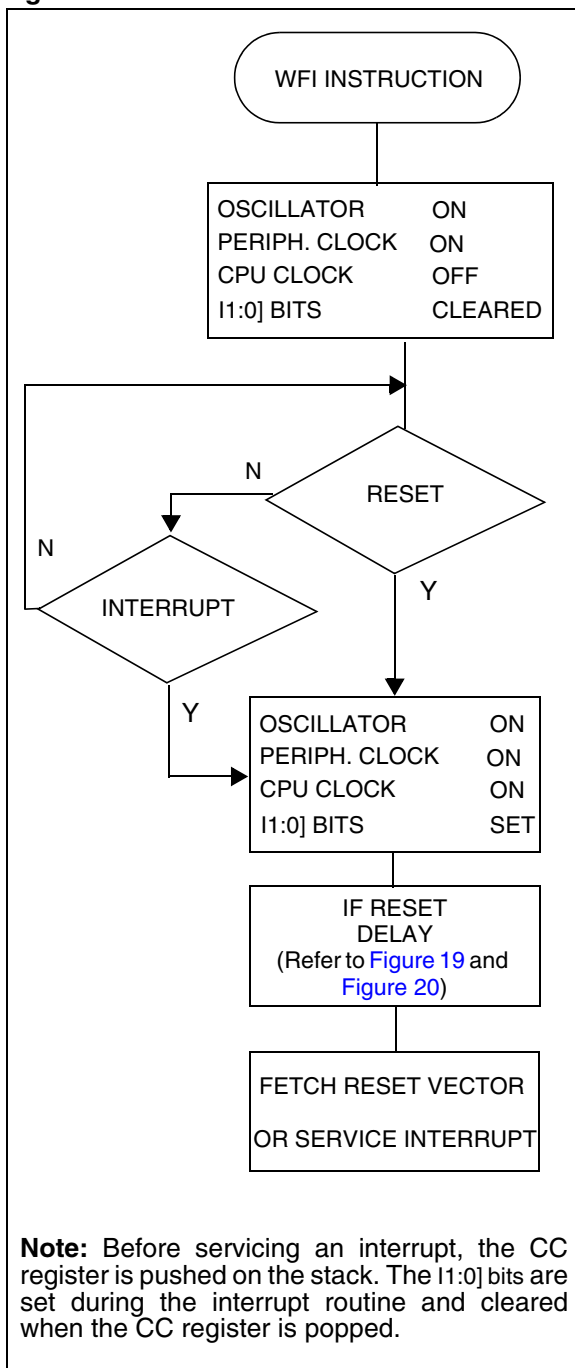 WFI INSTRUCTION
OSCILLATOR ON
PERIPH. CLOCK ON
CPU CLOCK OFF
I1:0] BITS CLEARED
N
RESET
N
INTERRUPT
Y
Y
OSCILLATOR ON
PERIPH. CLOCK ON
CPU CLOCK ON
I1:0] BITS SET
IF RESET
DELAY
(Refer to Figure 19 and
Figure 20)
FETCH RESET VECTOR
OR SERVICE INTERRUPT
Note: Before servicing an interrupt, the CC
register is pushed on the stack. The I1:0] bits are
set during the interrupt routine and cleared
when the CC register is popped.